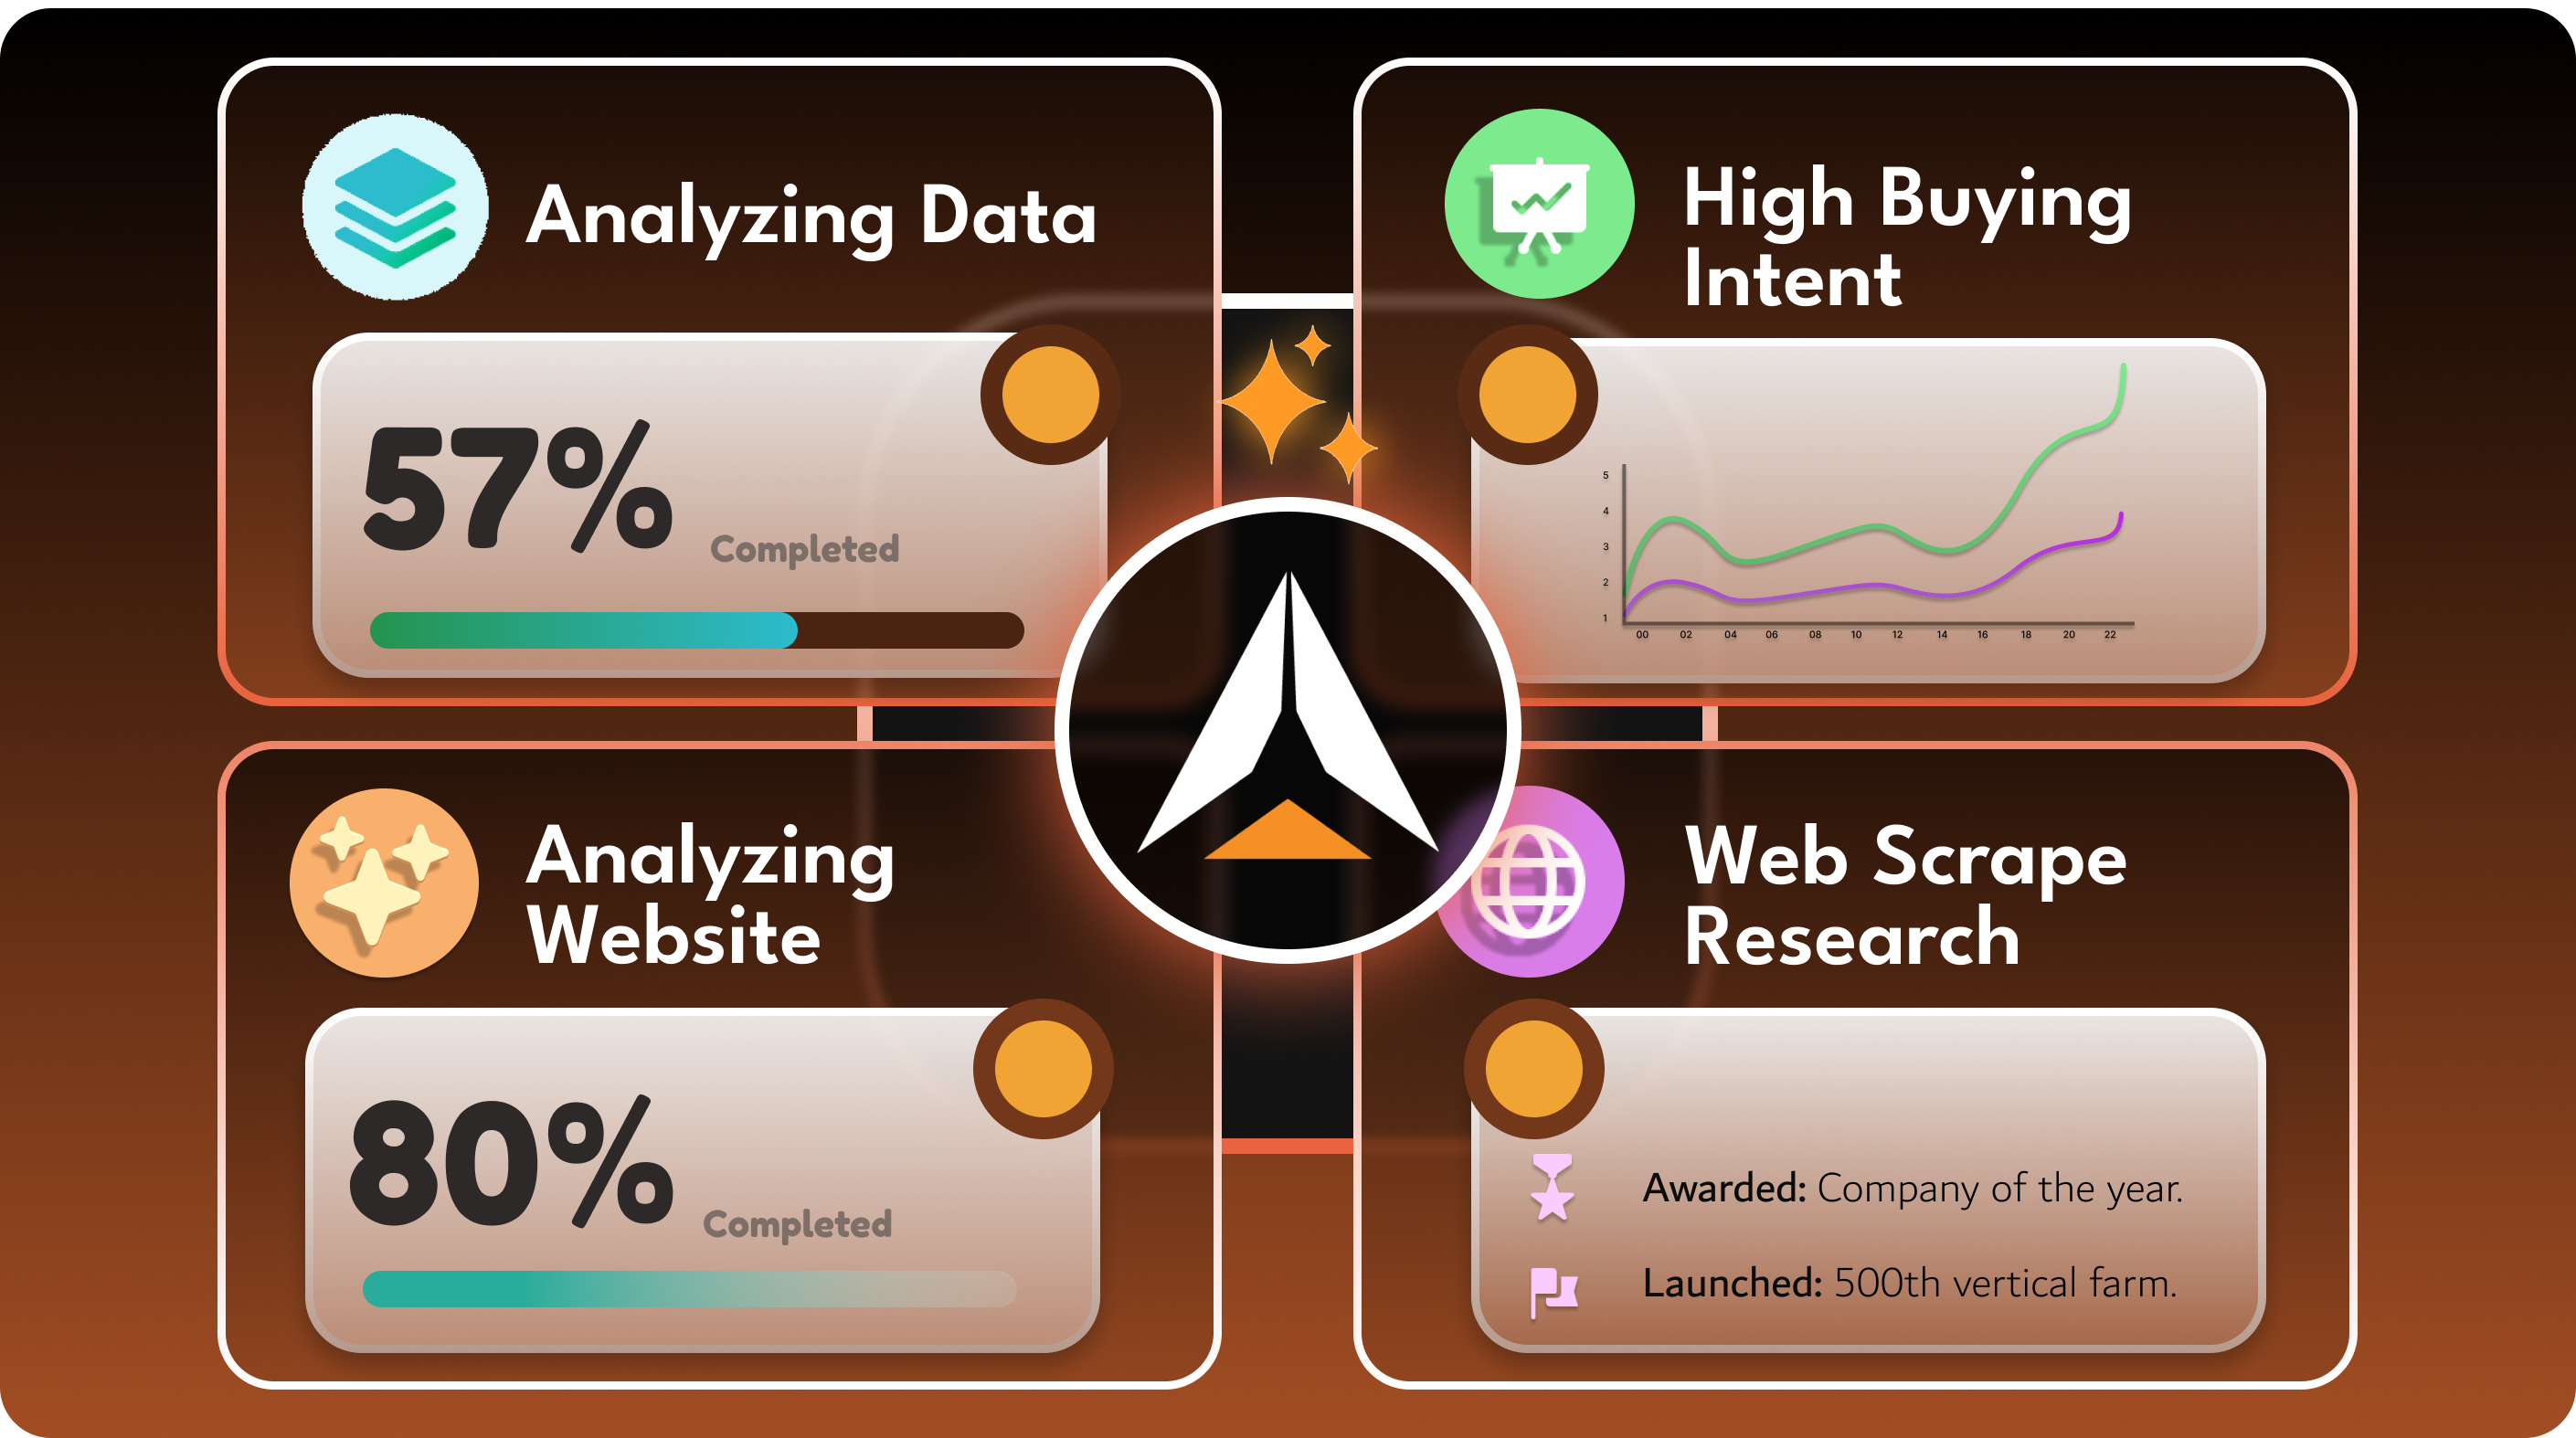 Analyzing Data
57% Completed
High Buying
Intent
5
4
3
2
1
00 02 04 06 08 10 12 14 16 18 20 22
Analyzing
Website
80% Completed
Web Scrape
Research
Awarded: Company of the year.
Launched: 500th vertical farm.